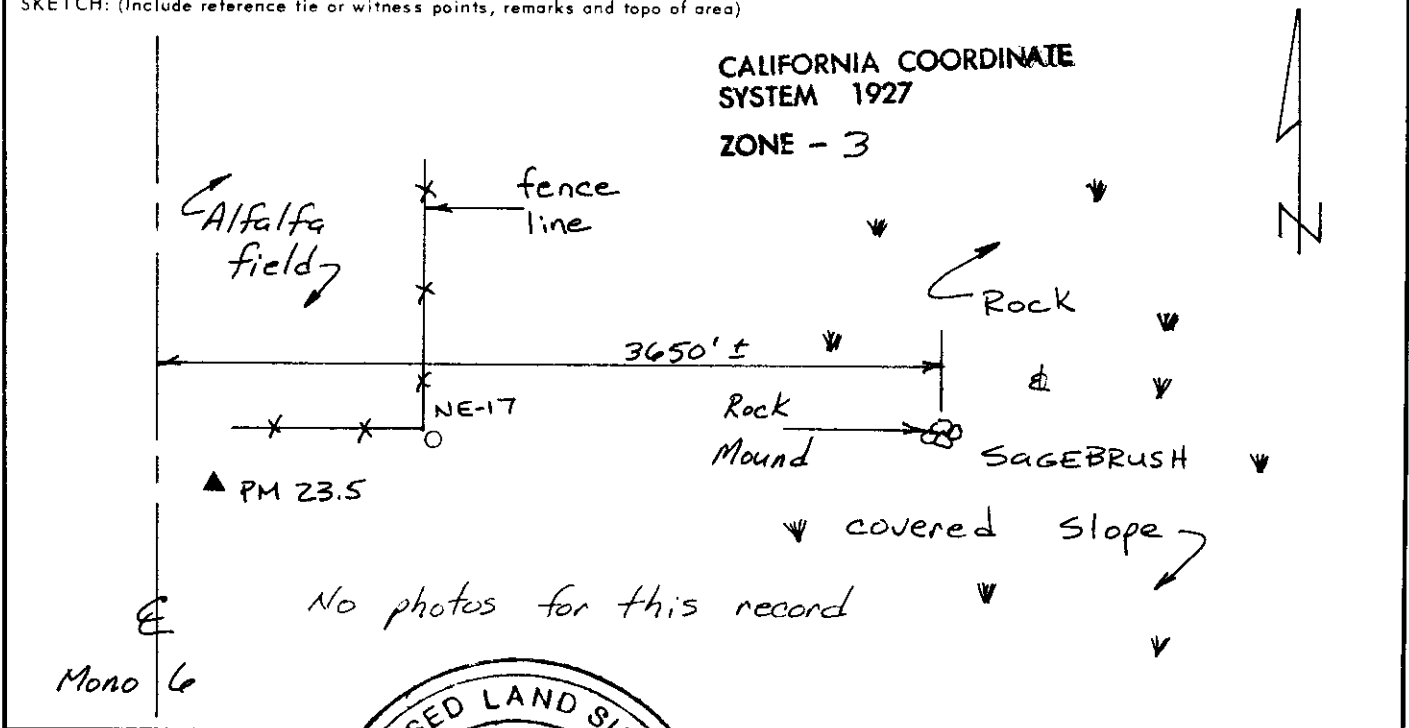 SKETCH: (Include reference tie or witness points, remarks and topo of area)
CALIFORNIA COORDINATE
SYSTEM 1927
ZONE - 3
fence
line
Alfalfa
field
N
Rock
3650' ±
&
NE-17
Rock
Mound
SAGEBRUSH
PM 23.5
covered Slope
No photos for this record
℄
Mono 6
SED LAND SU